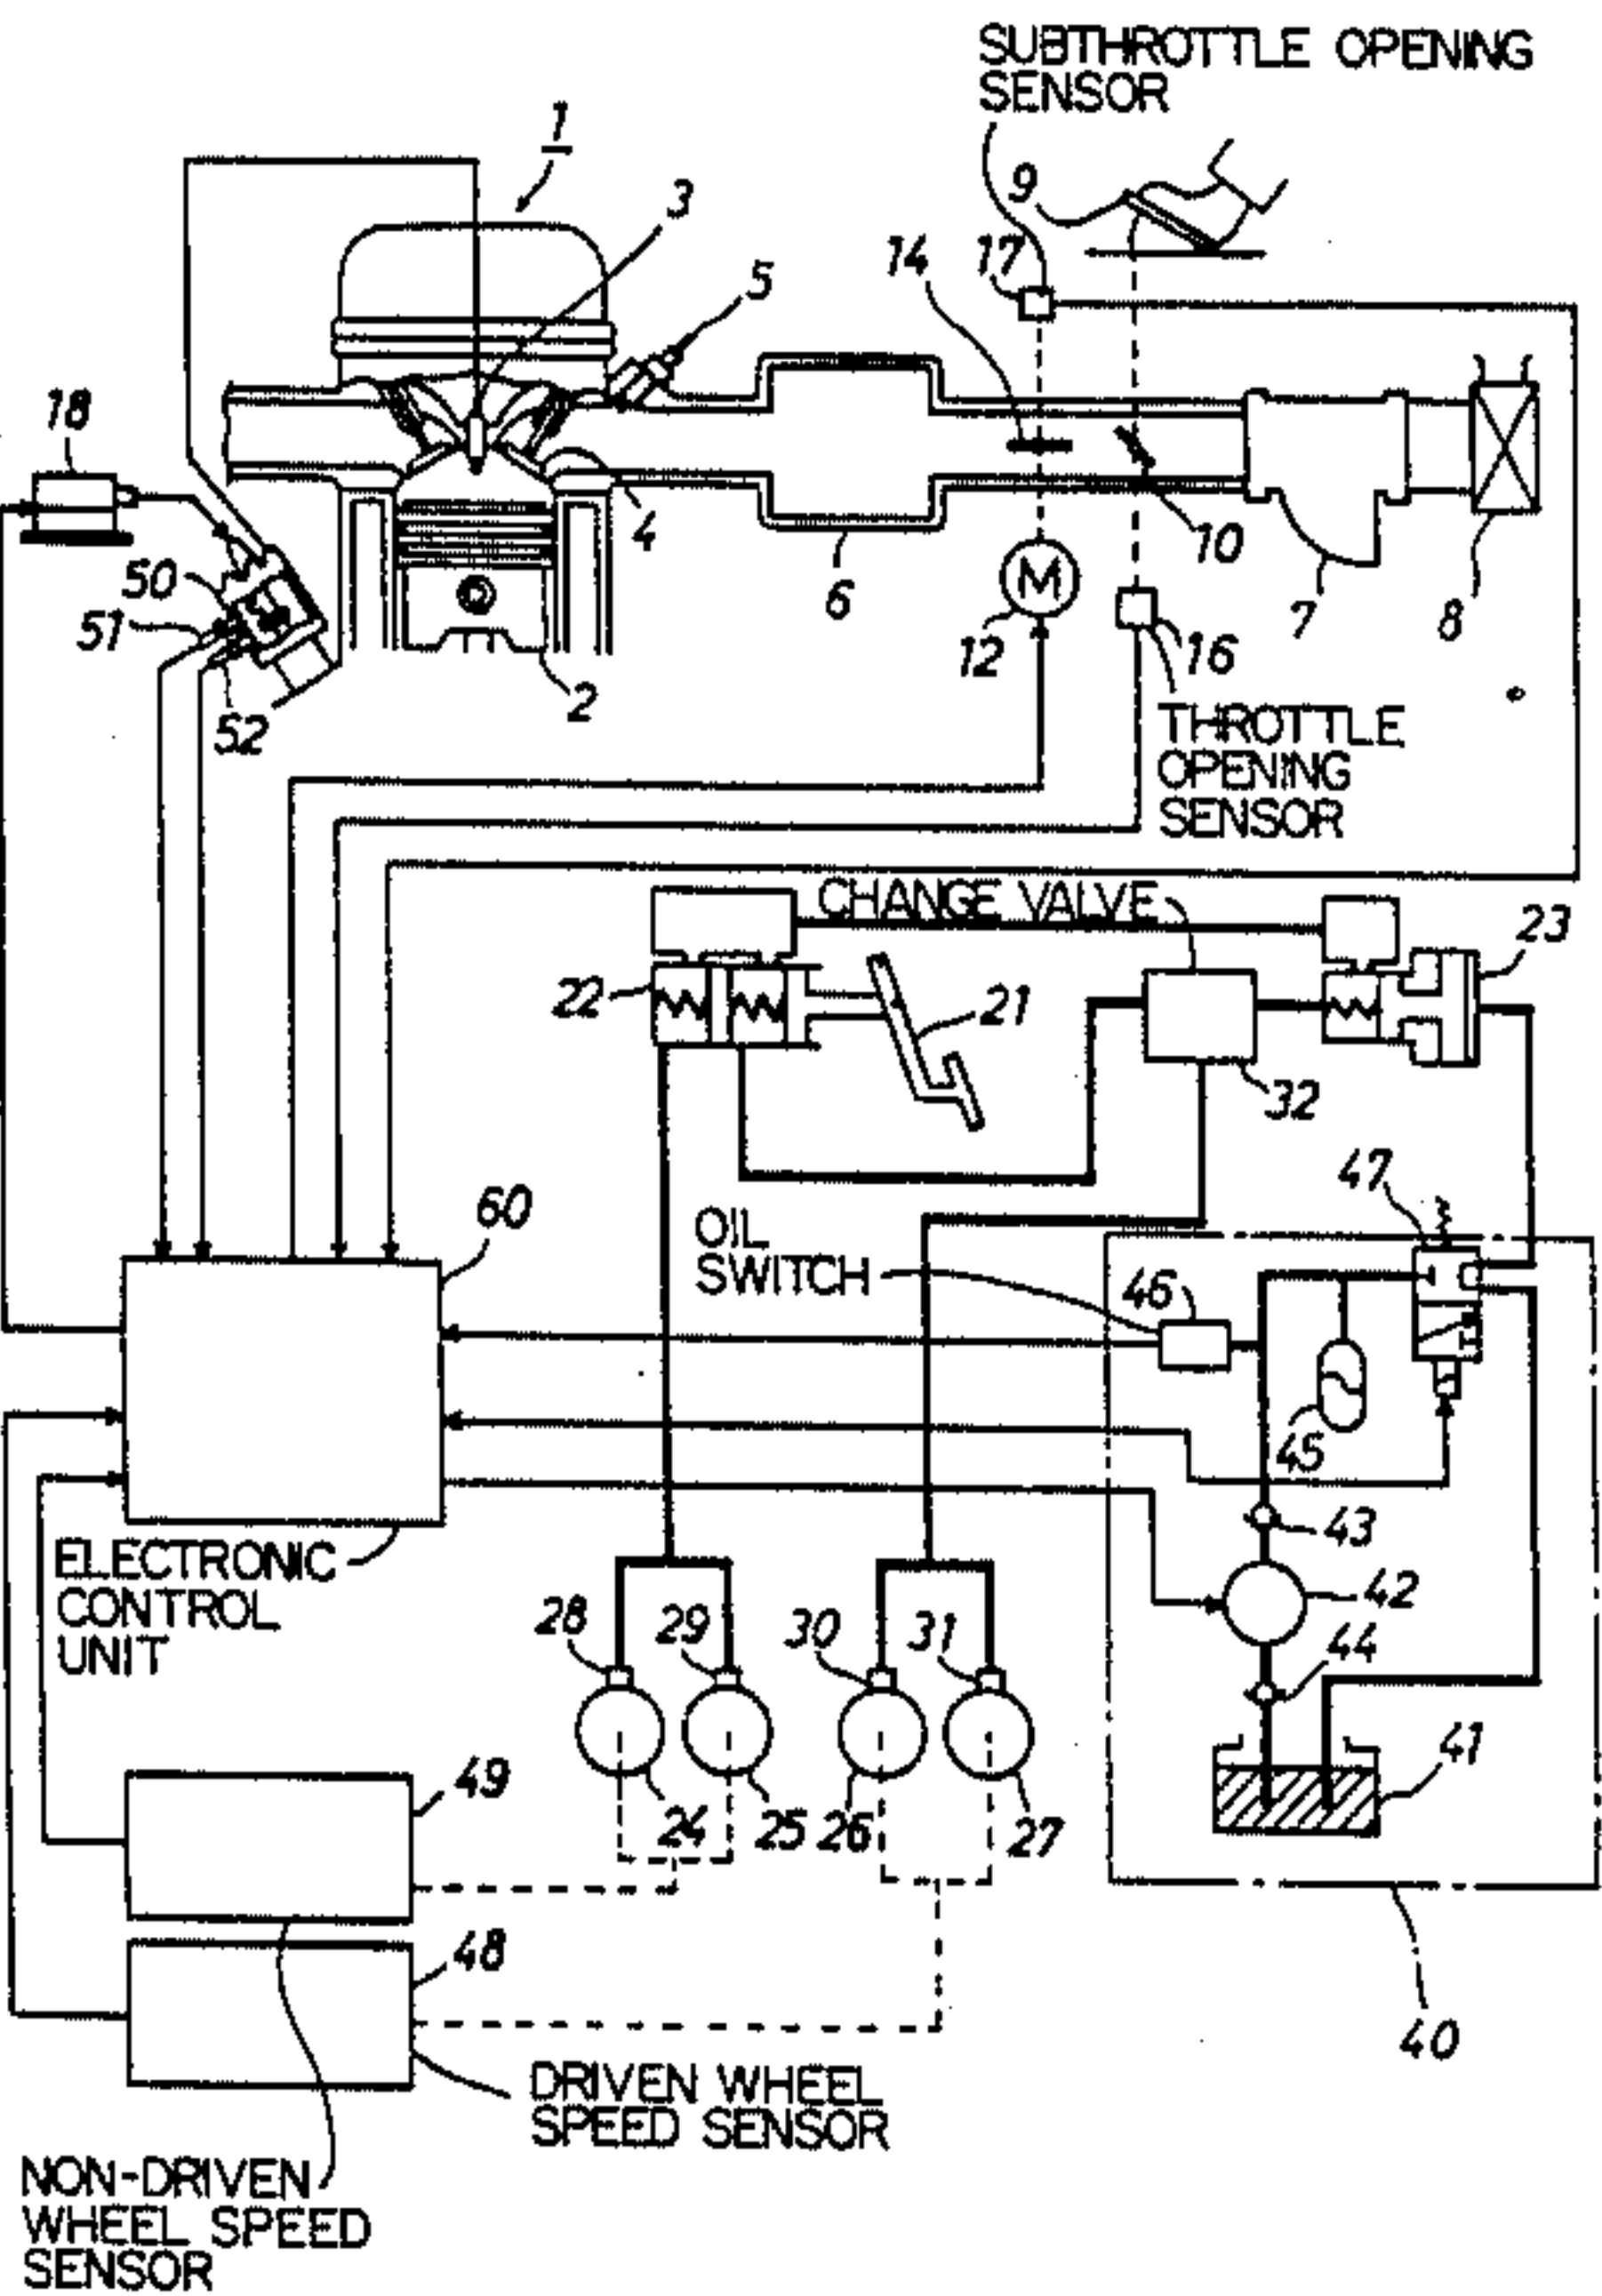 SUBTHROTTLE OPENING
SENSOR
1
3
9
14
17
5
18
4
10
50
6
7
8
51
12
16
52
2
THROTTLE
OPENING
SENSOR
CHANGE VALVE
23
22
21
32
47
60
OIL
SWITCH
46
45
43
ELECTRONIC
CONTROL
UNIT
42
28
29
30
31
44
49
24
25
26
27
41
48
40
DRIVEN WHEEL
SPEED SENSOR
NON-DRIVEN
WHEEL SPEED
SENSOR
M